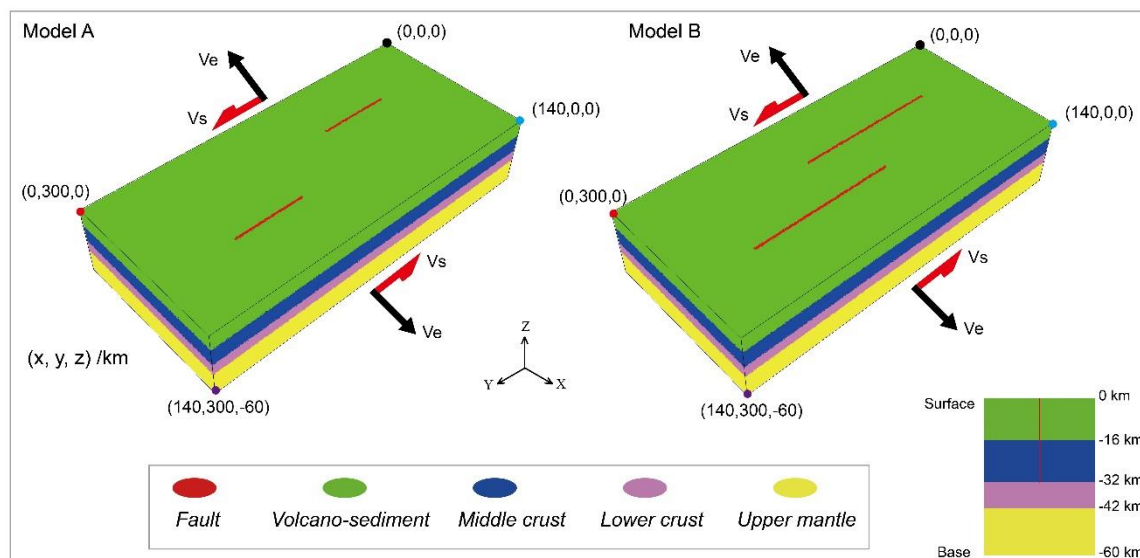 Model A
(0,0,0)
Ve
Vs
(140,0,0)
(0,300,0)
Vs
Ve
(x, y, z) /km
(140,300,-60)
Z
Y
X
Model B
(0,0,0)
Ve
Vs
(140,0,0)
(0,300,0)
Vs
Ve
(140,300,-60)
Surface
Base
0 km
-16 km
-32 km
-42 km
-60 km
Fault
Volcano-sediment
Middle crust
Lower crust
Upper mantle